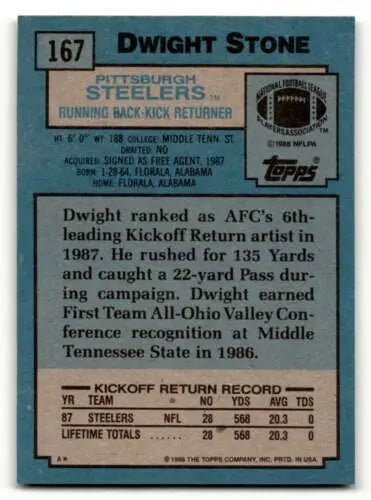 167
DWIGHT STONE
PITTSBURGH
STEELERS TM
RUNNING BACK-KICK RETURNER
NATIONAL FOOTBALL LEAGUE
PLAYERS ASSOCIATION
©1988 NFLPA
Topps®
HT: 6' 0" WT: 188 COLLEGE: MIDDLE TENN. ST.
DRAFTED: NO
ACQUIRED: SIGNED AS FREE AGENT, 1987
BORN: 1-28-64, FLORALA, ALABAMA
HOME: FLORALA, ALABAMA
Dwight ranked as AFC's 6th-
leading Kickoff Return artist in
1987. He rushed for 135 Yards
and caught a 22-yard Pass dur-
ing campaign. Dwight earned
First Team All-Ohio Valley Con-
ference recognition at Middle
Tennessee State in 1986.
KICKOFF RETURN RECORD
YR TEAM NO YDS AVG TDS
87 STEELERS NFL 28 568 20.3 0
LIFETIME TOTALS ...... 28 568 20.3 0
A* ©1988 THE TOPPS COMPANY, INC. PRTD. IN USA.